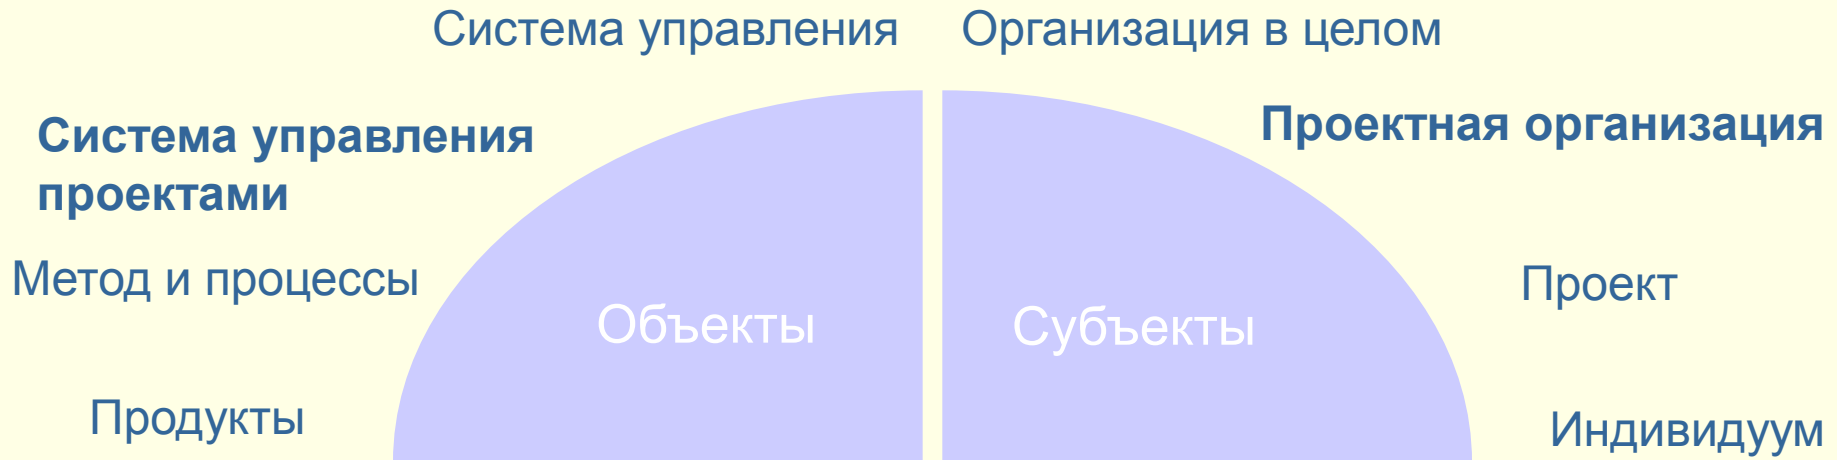 Система управления
Организация в целом
Система управления
проектами
Проектная организация
Метод и процессы
Проект
Объекты
Субъекты
Продукты
Индивидуум